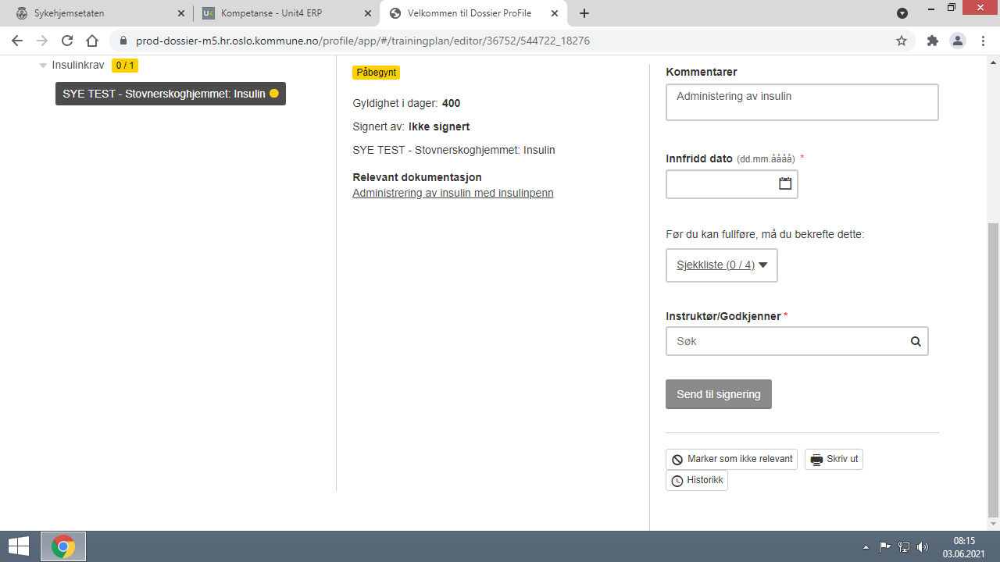 Sykehjemsetaten
Kompetanse - Unit4 ERP
Velkommen til Dossier ProFile
prod-dossier-m5.hr.oslo.kommune.no/profile/app/#/trainingplan/editor/36752/544722_18276
Insulinkrav 0 / 1
SYE TEST - Stovnerskoghjemmet: Insulin
Påbegynt
Gyldighet i dager: 400
Signert av: Ikke signert
SYE TEST - Stovnerskoghjemmet: Insulin
Relevant dokumentasjon
Administrering av insulin med insulinpenn
Kommentarer
Administering av insulin
Innfridd dato (dd.mm.åååå) *
Før du kan fullføre, må du bekrefte dette:
Sjekkliste (0 / 4)
Instruktør/Godkjenner *
Søk
Send til signering
Marker som ikke relevant
Skriv ut
Historikk
08:15
03.06.2021